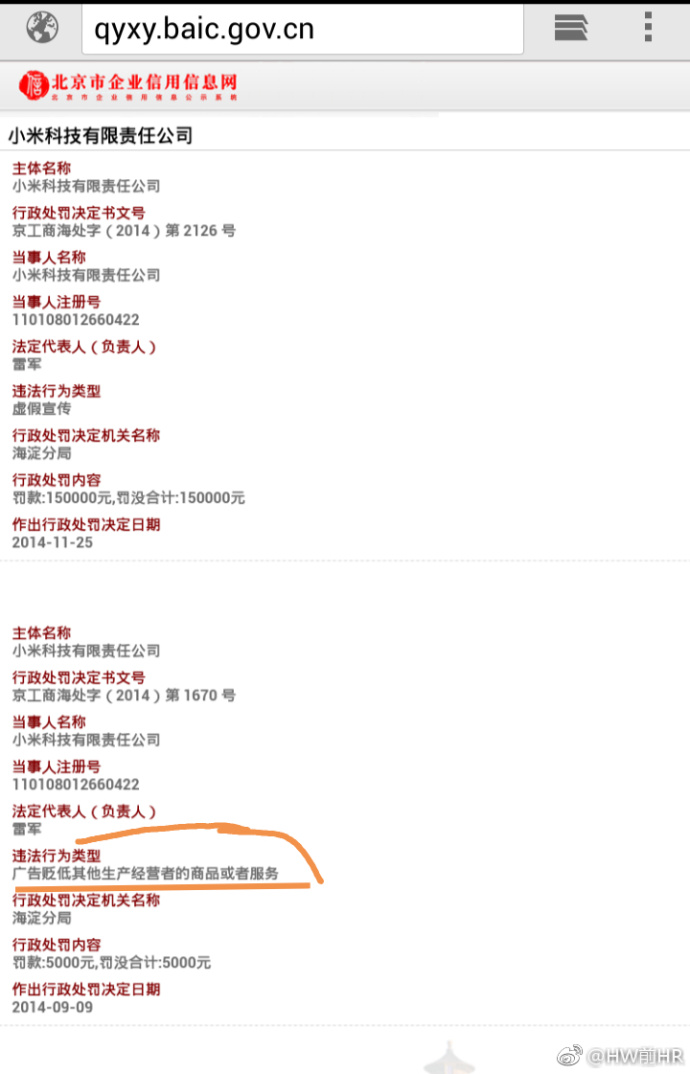 qyxy.baic.gov.cn
北京市企业信用信息网
北京市企业信用信息公示系统
小米科技有限责任公司
主体名称
小米科技有限责任公司
行政处罚决定书文号
京工商海处字（2014）第 2126 号
当事人名称
小米科技有限责任公司
当事人注册号
110108012660422
法定代表人（负责人）
雷军
违法行为类型
虚假宣传
行政处罚决定机关名称
海淀分局
行政处罚内容
罚款:150000元,罚没合计:150000元
作出行政处罚决定日期
2014-11-25
主体名称
小米科技有限责任公司
行政处罚决定书文号
京工商海处字（2014）第 1670 号
当事人名称
小米科技有限责任公司
当事人注册号
110108012660422
法定代表人（负责人）
雷军
违法行为类型
广告贬低其他生产经营者的商品或者服务
行政处罚决定机关名称
海淀分局
行政处罚内容
罚款:5000元,罚没合计:5000元
作出行政处罚决定日期
2014-09-09
@HW前HR